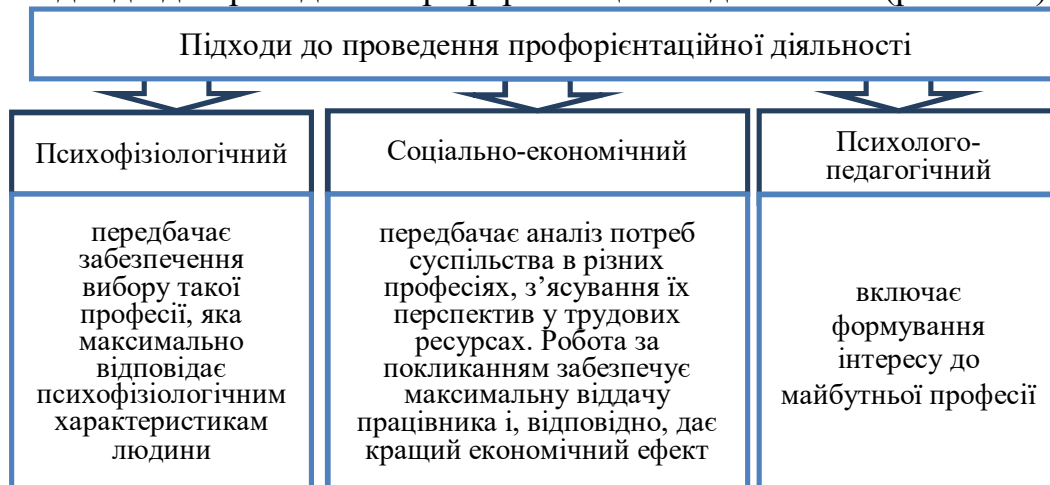 Підходи до проведення профорієнтаційної діяльності
Психофізіологічний
передбачає
забезпечення
вибору такої
професії, яка
максимально
відповідає
психофізіологічним
характеристикам
людини
Соціально-економічний
передбачає аналіз потреб
суспільства в різних
професіях, з’ясування їх
перспектив у трудових
ресурсах. Робота за
покликанням забезпечує
максимальну віддачу
працівника і, відповідно, дає
кращий економічний ефект
Психолого-
педагогічний
включає
формування
інтересу до
майбутньої професії